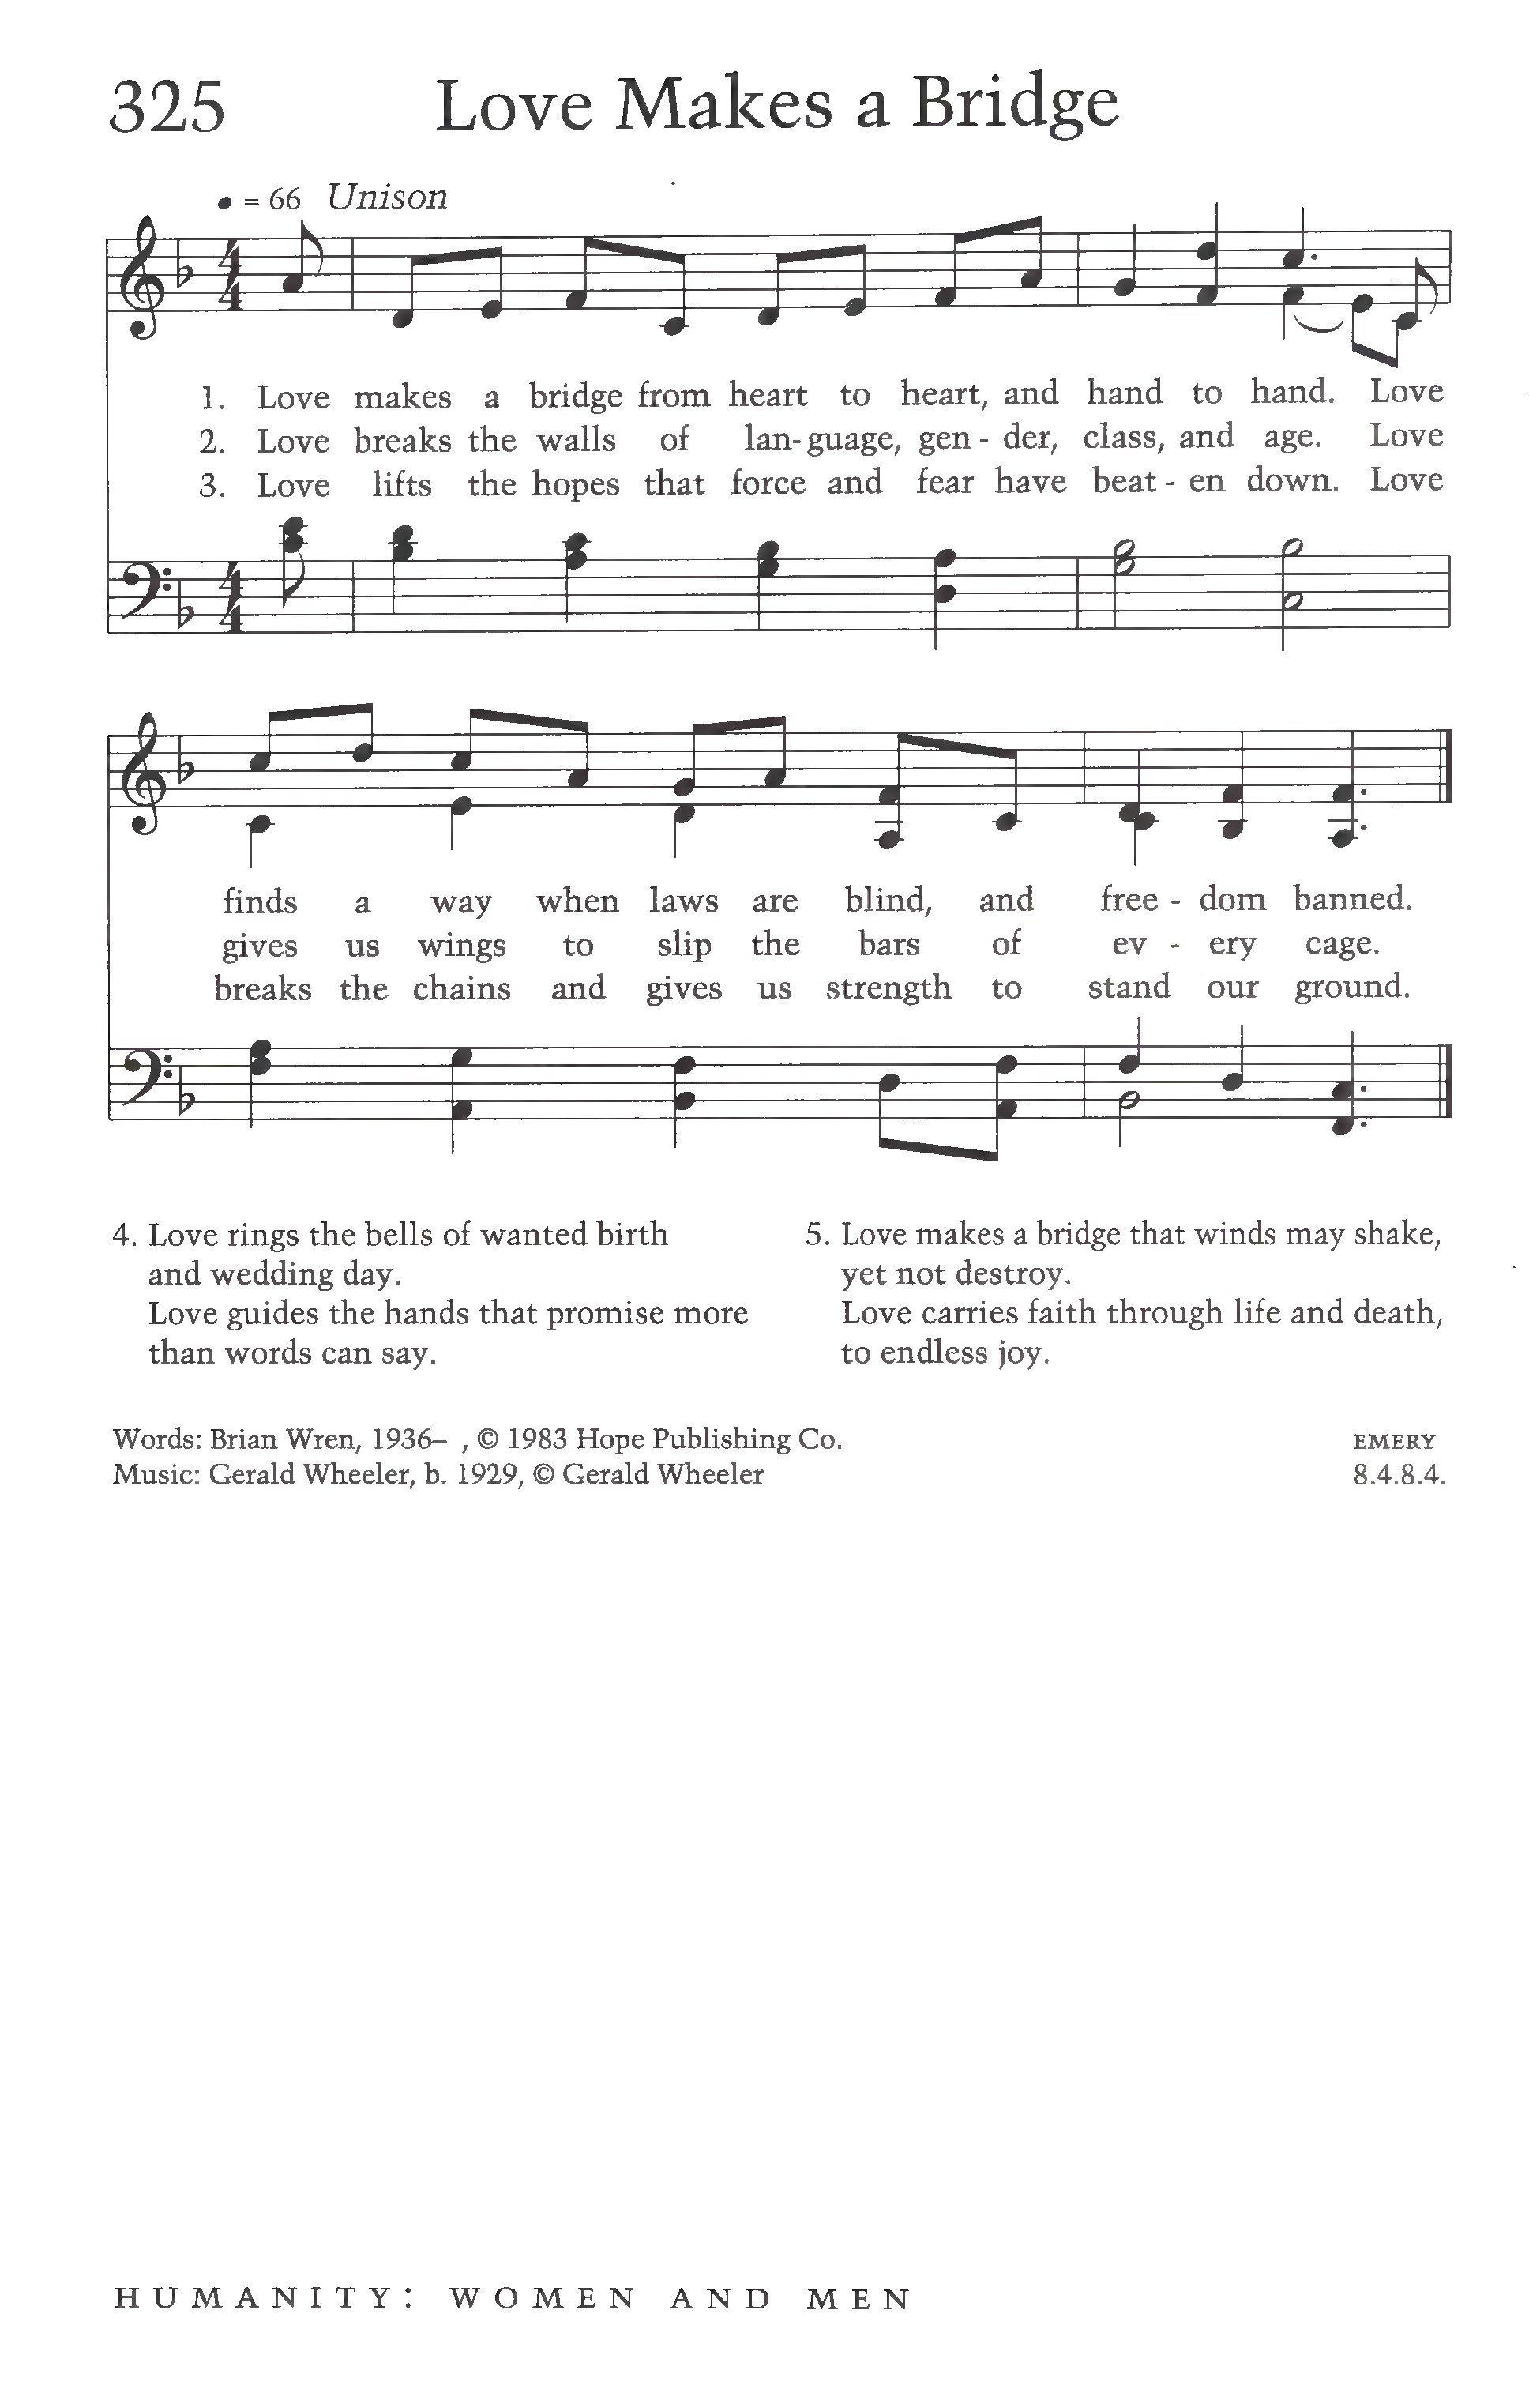 325 Love Makes a Bridge
= 66 Unison
1. Love makes a bridge from heart to heart, and hand to hand. Love
2. Love breaks the walls of lan-guage, gen - der, class, and age. Love
3. Love lifts the hopes that force and fear have beat - en down. Love
finds a way when laws are blind, and free - dom banned.
gives us wings to slip the bars of ev - ery cage.
breaks the chains and gives us strength to stand our ground.
4. Love rings the bells of wanted birth
and wedding day.
Love guides the hands that promise more
than words can say.
5. Love makes a bridge that winds may shake,
yet not destroy.
Love carries faith through life and death,
to endless joy.
Words: Brian Wren, 1936– , © 1983 Hope Publishing Co.
Music: Gerald Wheeler, b. 1929, © Gerald Wheeler
EMERY
8.4.8.4.
HUMANITY: WOMEN AND MEN